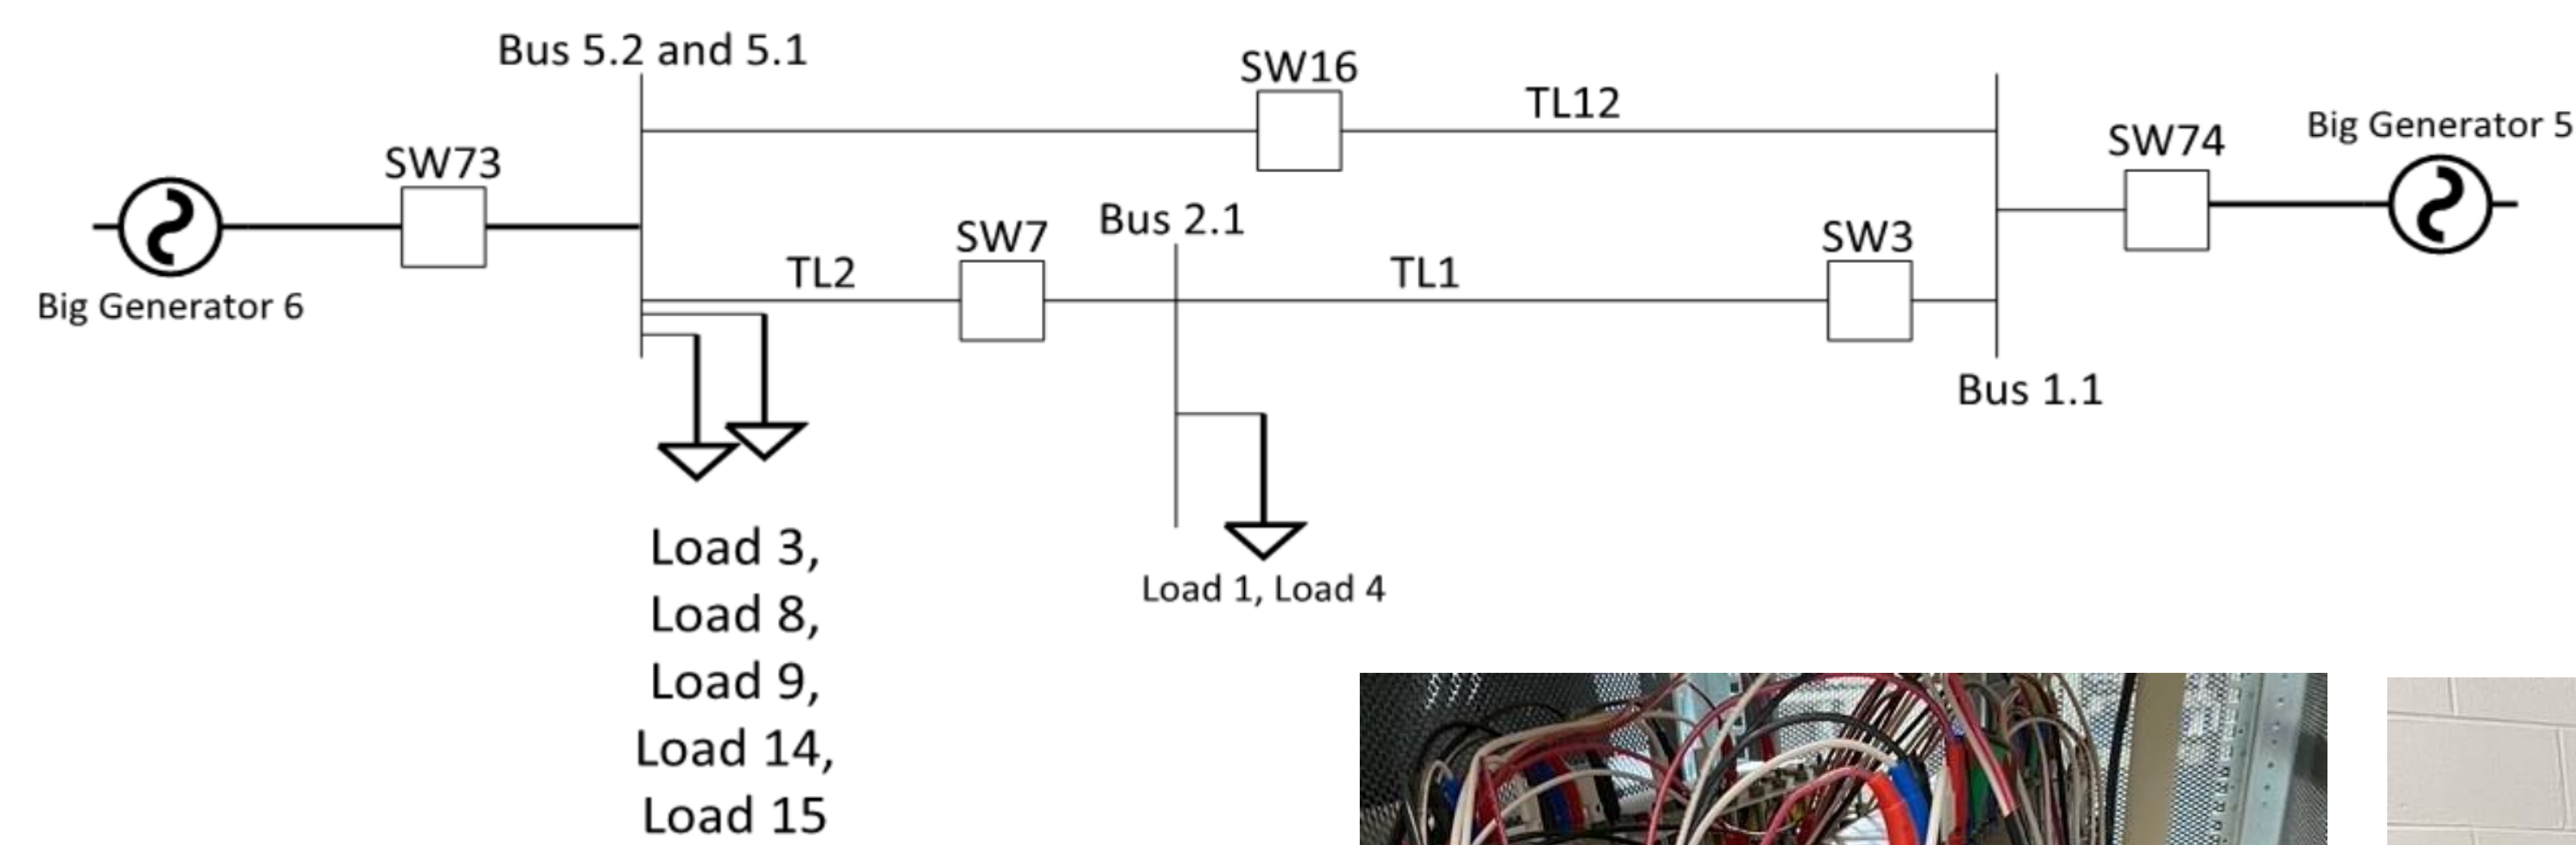 Bus 5.2 and 5.1
SW16
TL12
Big Generator 5
SW73
SW74
Bus 2.1
SW7
SW3
TL2
TL1
Big Generator 6
Bus 1.1
Load 3,
Load 8,
Load 9,
Load 14,
Load 15
Load 1, Load 4